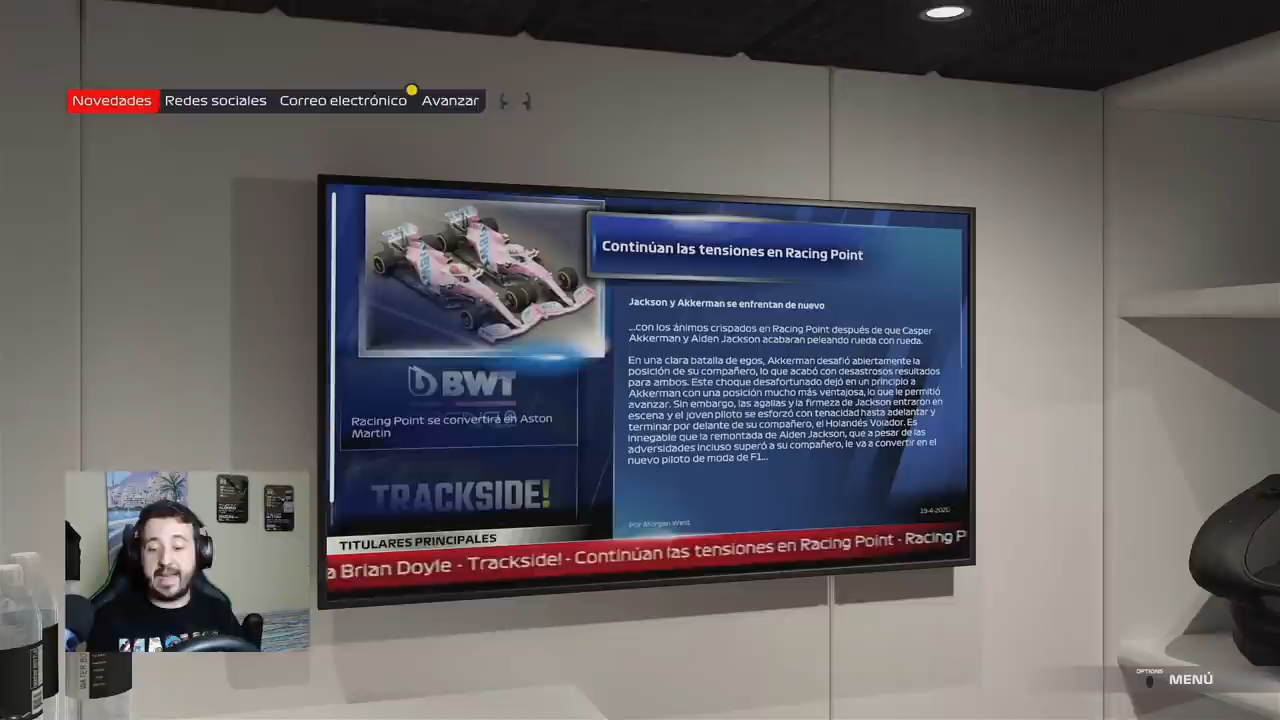 Novedades Redes sociales Correo electrónico Avanzar
Continúan las tensiones en Racing Point
Jackson y Akkerman se enfrentan de nuevo
...con los ánimos crispados en Racing Point después de que Casper
Akkerman y Aiden Jackson acabaran peleando rueda con rueda.
En una clara batalla de egos, Akkerman desafió abiertamente la
posición de su compañero, lo que acabó con desastrosos resultados
para ambos. Este choque desafortunado dejó en un principio a
Akkerman con una posición mucho más ventajosa, lo que le permitió
avanzar. Sin embargo, las agallas y la firmeza de Jackson entraron en
escena y el joven piloto se esforzó con tenacidad hasta adelantar y
terminar por delante de su compañero, el Holandés Volador. Es
innegable que la remontada de Aiden Jackson, que a pesar de las
adversidades incluso superó a su compañero, le va a convertir en el
nuevo piloto de moda de F1...
Por Morgan West
19-4-2020
BWT
Racing Point se convertirá en Aston
Martin
TRACKSIDE!
TITULARES PRINCIPALES
a Brian Doyle - Trackside! - Continúan las tensiones en Racing Point - Racing P
OPTIONS
MENÚ